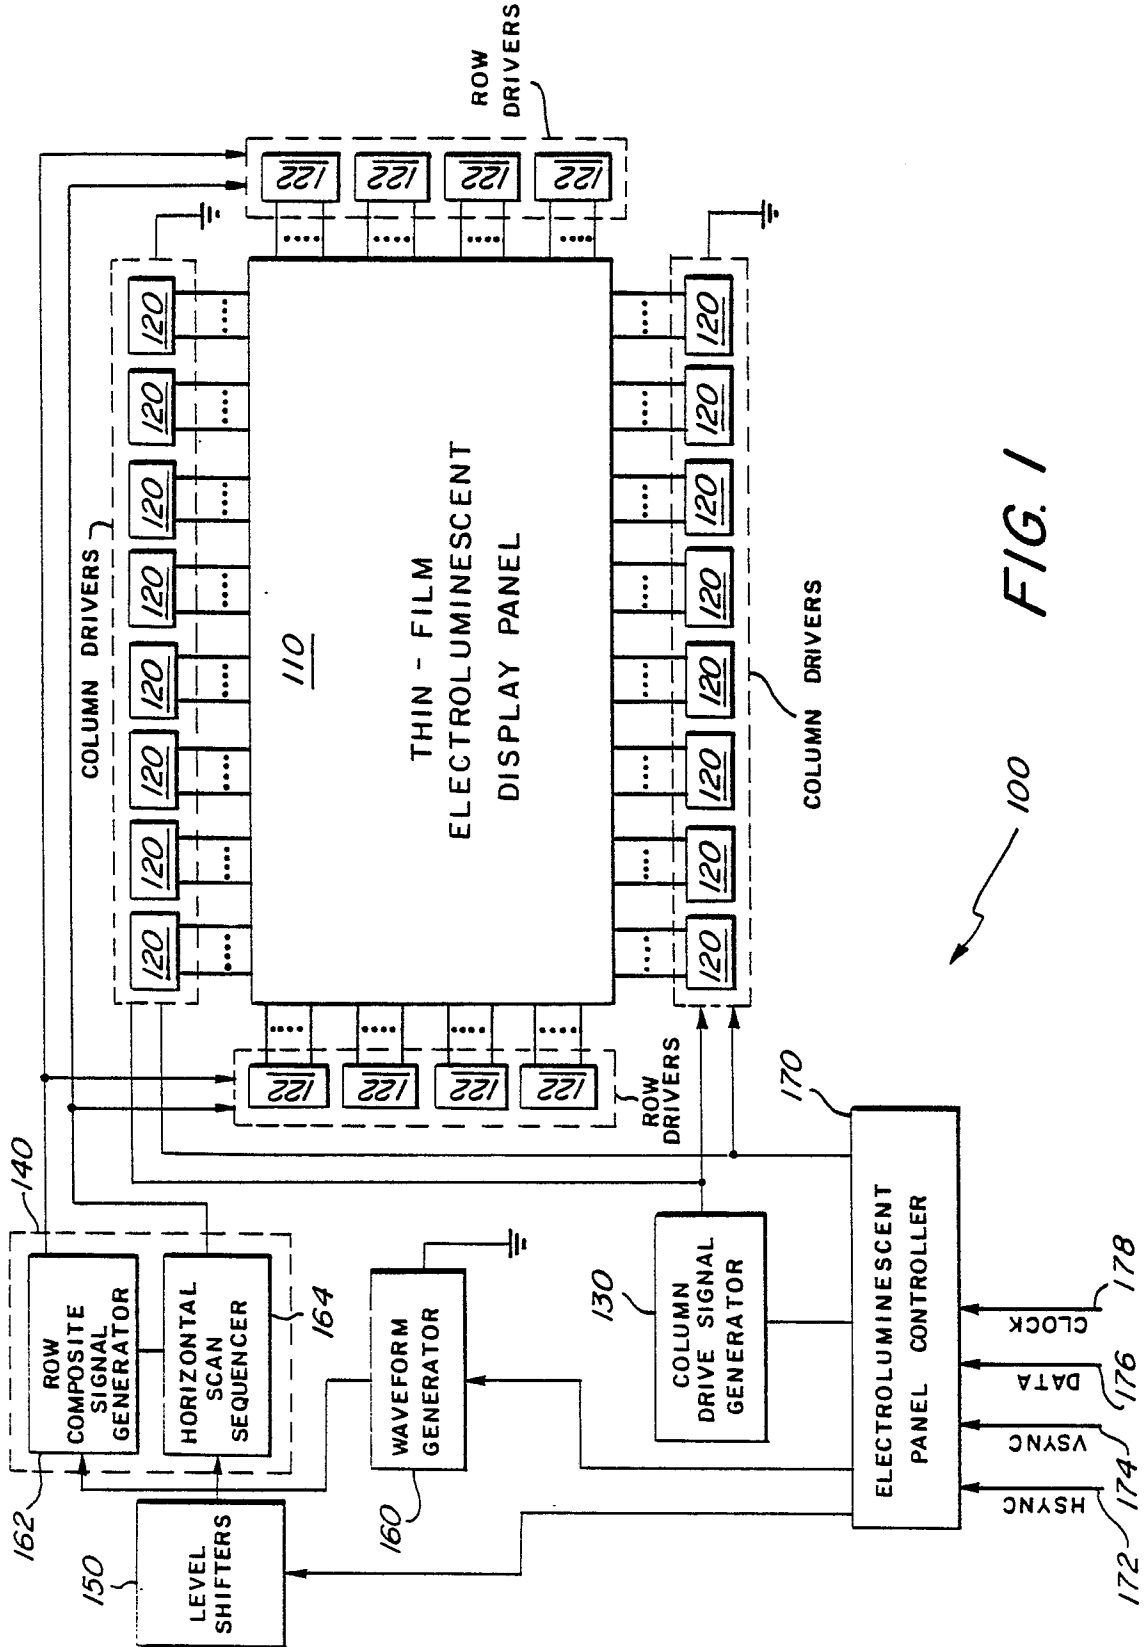 162
ROW
COMPOSITE
SIGNAL
GENERATOR
140
HORIZONTAL
SCAN
SEQUENCER
164
150
LEVEL
SHIFTERS
160
WAVEFORM
GENERATOR
130
COLUMN
DRIVE SIGNAL
GENERATOR
170
ELECTROLUMINESCENT
PANEL CONTROLLER
172
HSYNC
174
VSYNC
176
DATA
178
CLOCK
COLUMN DRIVERS
120
120
120
120
120
120
120
120
ROW
DRIVERS
122
122
122
122
110
THIN - FILM
ELECTROLUMINESCENT
DISPLAY PANEL
122
122
122
122
ROW
DRIVERS
120
120
120
120
120
120
120
120
COLUMN DRIVERS
100
FIG. 1